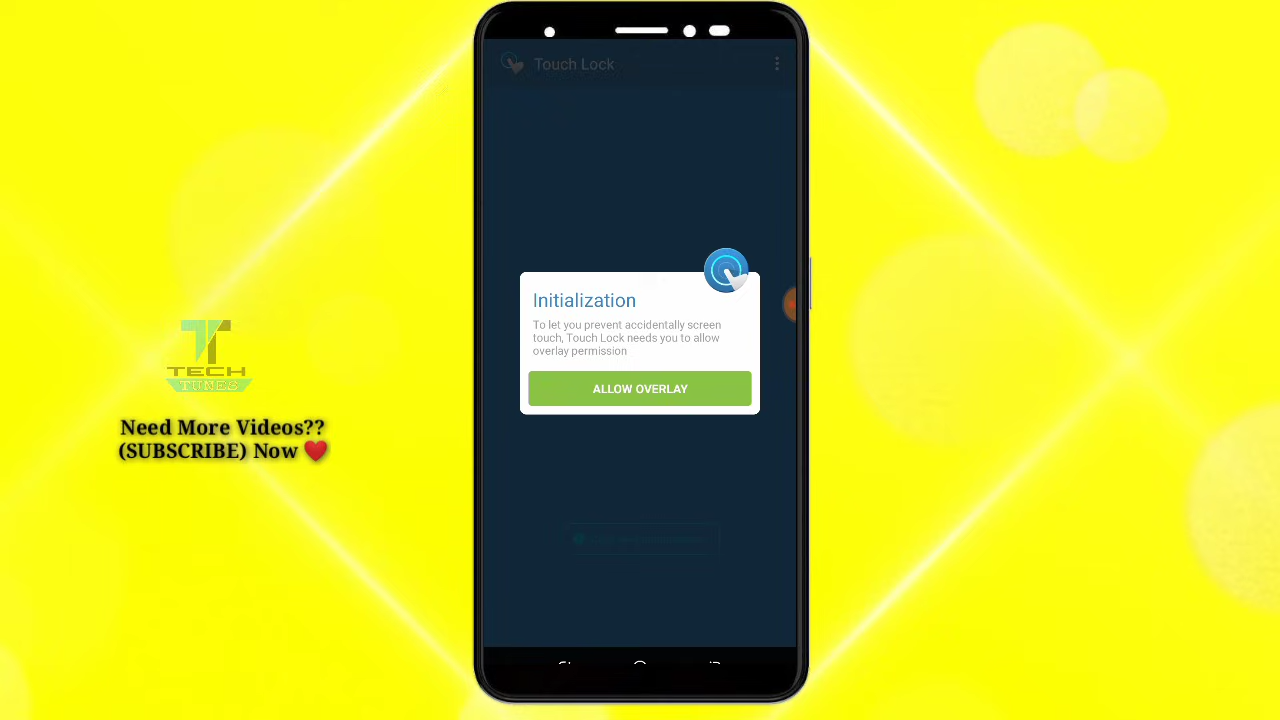 Touch Lock
Initialization
To let you prevent accidentally screen
touch, Touch Lock needs you to allow
overlay permission
ALLOW OVERLAY
TECH
TUNES
Need More Videos??
(SUBSCRIBE) Now ❤️